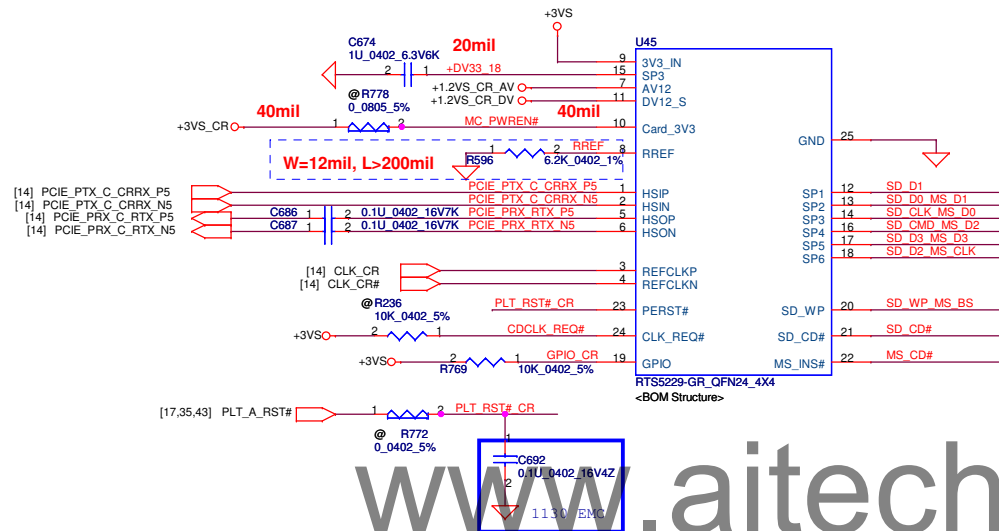 +3VS
U45
C674
1U_0402_6.3V6K
20mil
9 3V3_IN
2 1 +DV33_18 15 SP3
+1.2VS_CR_AV 7 AV12
+1.2VS_CR_DV 11 DV12_S
@R778
0_0805_5%
40mil 40mil
+3VS_CR 1 2 MC_PWREN# 10 Card_3V3
GND 25
1 2 RREF 8 RREF
R596 6.2K_0402_1%
W=12mil, L>200mil
[14] PCIE_PTX_C_CRRX_P5 PCIE_PTX_C_CRRX_P5 1 HSIP SP1 12 SD_D1
[14] PCIE_PTX_C_CRRX_N5 PCIE_PTX_C_CRRX_N5 2 HSIN SP2 13 SD_D0_MS_D1
[14] PCIE_PRX_C_RTX_P5 C686 1 2 0.1U_0402_16V7K PCIE_PRX_RTX_P5 5 HSOP SP3 14 SD_CLK_MS_D0
[14] PCIE_PRX_C_RTX_N5 C687 1 2 0.1U_0402_16V7K PCIE_PRX_RTX_N5 6 HSON SP4 16 SD_CMD_MS_D2
SP5 17 SD_D3_MS_D3
SP6 18 SD_D2_MS_CLK
[14] CLK_CR 3 REFCLKP
[14] CLK_CR# 4 REFCLKN
@R236
10K_0402_5%
PLT_RST#_CR 23 PERST# SD_WP 20 SD_WP_MS_BS
+3VS 2 1 CDCLK_REQ# 24 CLK_REQ# SD_CD# 21 SD_CD#
+3VS 2 1 GPIO_CR 19 GPIO MS_INS# 22 MS_CD#
R769 10K_0402_5%
RTS5229-GR_QFN24_4X4
<BOM Structure>
[17,35,43] PLT_A_RST# 1 2 PLT_RST#_CR
@ R772
0_0402_5%
1
C692
0.1U_0402_16V4Z
2
1130 EMC
www.aitech